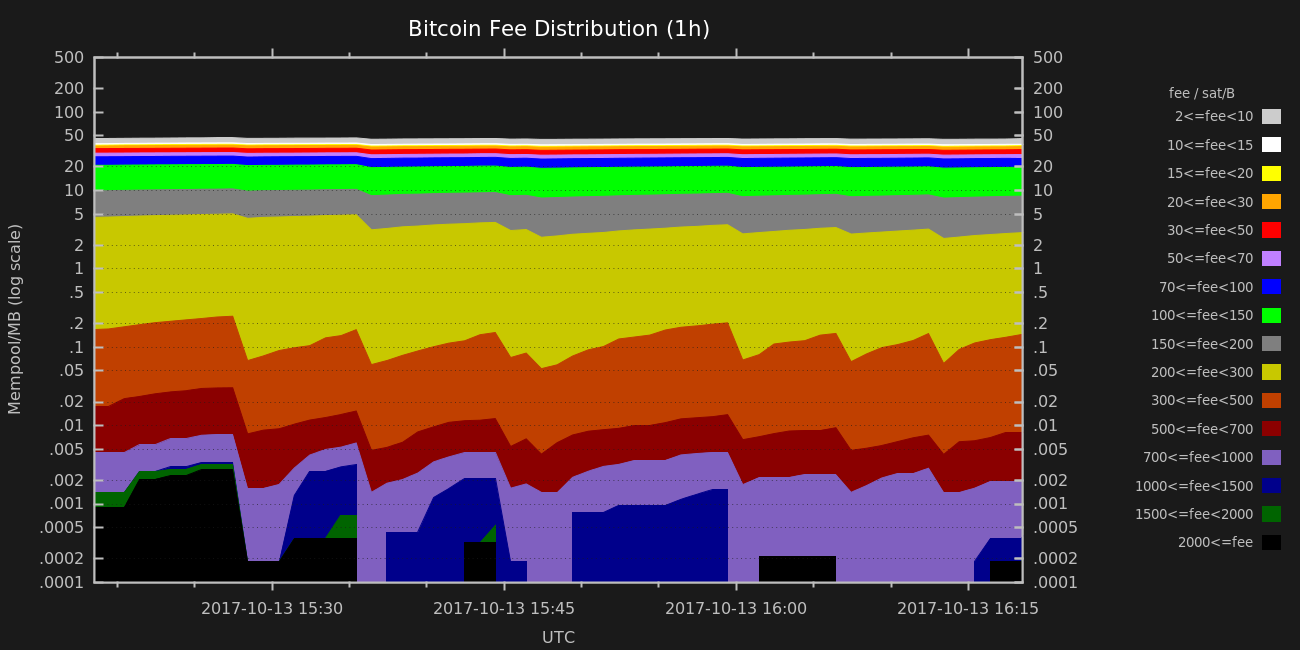 Bitcoin Fee Distribution (1h)
500
200
100
50
20
10
5
2
1
.5
.2
.1
.05
.02
.01
.005
.002
.001
.0005
.0002
.0001
Mempool/MB (log scale)
500
200
100
50
20
10
5
2
1
.5
.2
.1
.05
.02
.01
.005
.002
.001
.0005
.0002
.0001
fee / sat/B
2<=fee<10
10<=fee<15
15<=fee<20
20<=fee<30
30<=fee<50
50<=fee<70
70<=fee<100
100<=fee<150
150<=fee<200
200<=fee<300
300<=fee<500
500<=fee<700
700<=fee<1000
1000<=fee<1500
1500<=fee<2000
2000<=fee
2017-10-13 15:30
2017-10-13 15:45
2017-10-13 16:00
2017-10-13 16:15
UTC